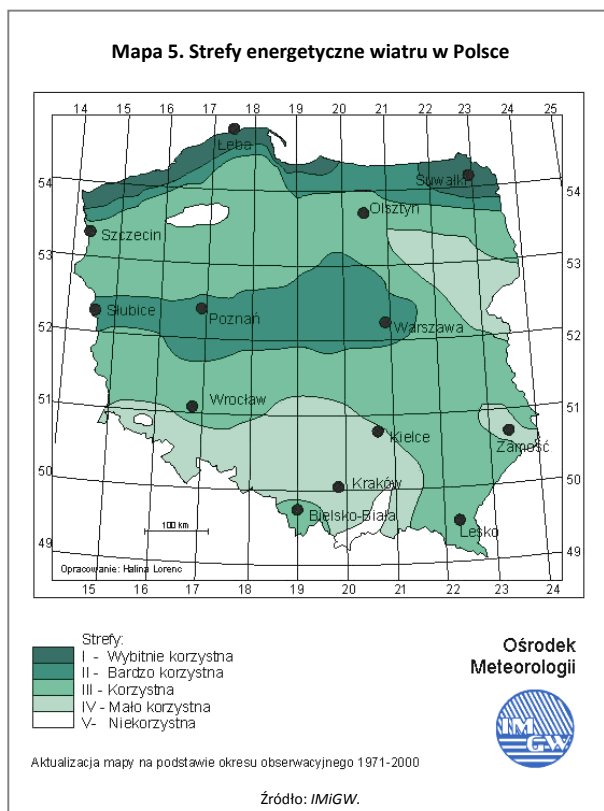 Mapa 5. Strefy energetyczne wiatru w Polsce
14 15 16 17 18 19 20 21 22 23 24 25
Łeba
54 Suwałki 54
Olsztyn
Szczecin
53 53
Słubice Poznań
52 Warszawa 52
51 Wrocław 51
Kielce
Zamość
50 Kraków 50
Bielsko-Biała Lesko
100 km
49 49
Opracowanie: Halina Lorenc
15 16 17 18 19 20 21 22 23 24
Strefy:
I - Wybitnie korzystna
II - Bardzo korzystna
III - Korzystna
IV - Mało korzystna
V- Niekorzystna
Ośrodek
Meteorologii
IM
GW
Aktualizacja mapy na podstawie okresu obserwacyjnego 1971-2000
Źródło: IMiGW.